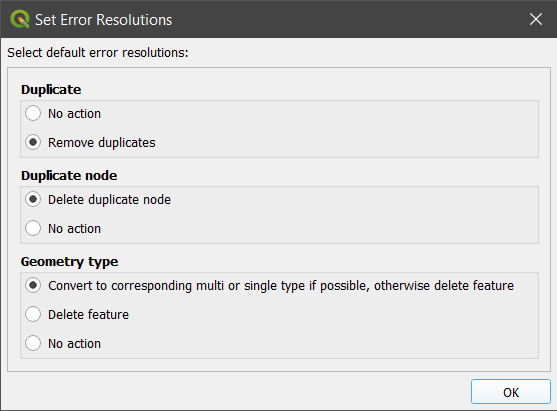 Set Error Resolutions
Select default error resolutions:
Duplicate
No action
Remove duplicates
Duplicate node
Delete duplicate node
No action
Geometry type
Convert to corresponding multi or single type if possible, otherwise delete feature
Delete feature
No action
OK